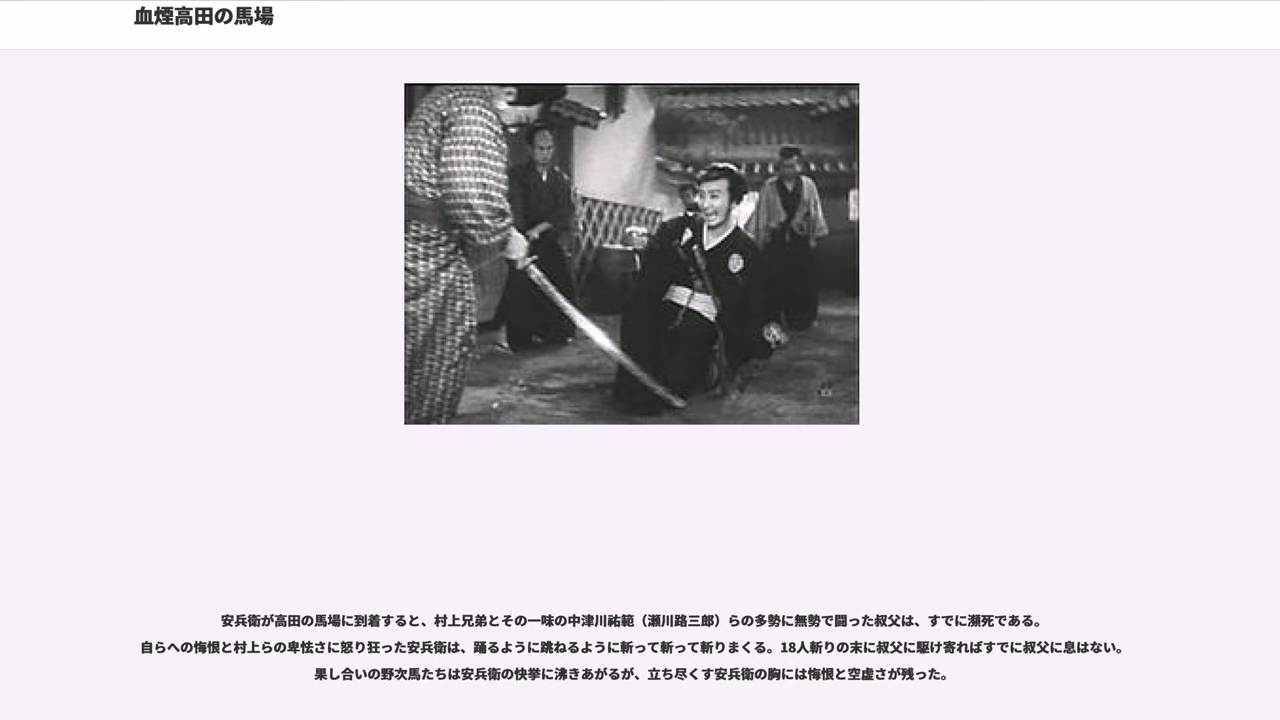 血煙高田の馬場
安兵衛が高田の馬場に到着すると、村上兄弟とその一味の中津川祐範（瀬川路三郎）らの多勢に無勢で闘った叔父は、すでに瀕死である。
自らへの悔恨と村上らの卑怯さに怒り狂った安兵衛は、踊るように跳ねるように斬って斬って斬りまくる。18人斬りの末に叔父に駆け寄ればすでに叔父に息はない。
果し合いの野次馬たちは安兵衛の快挙に沸きあがるが、立ち尽くす安兵衛の胸には悔恨と空虚さが残った。